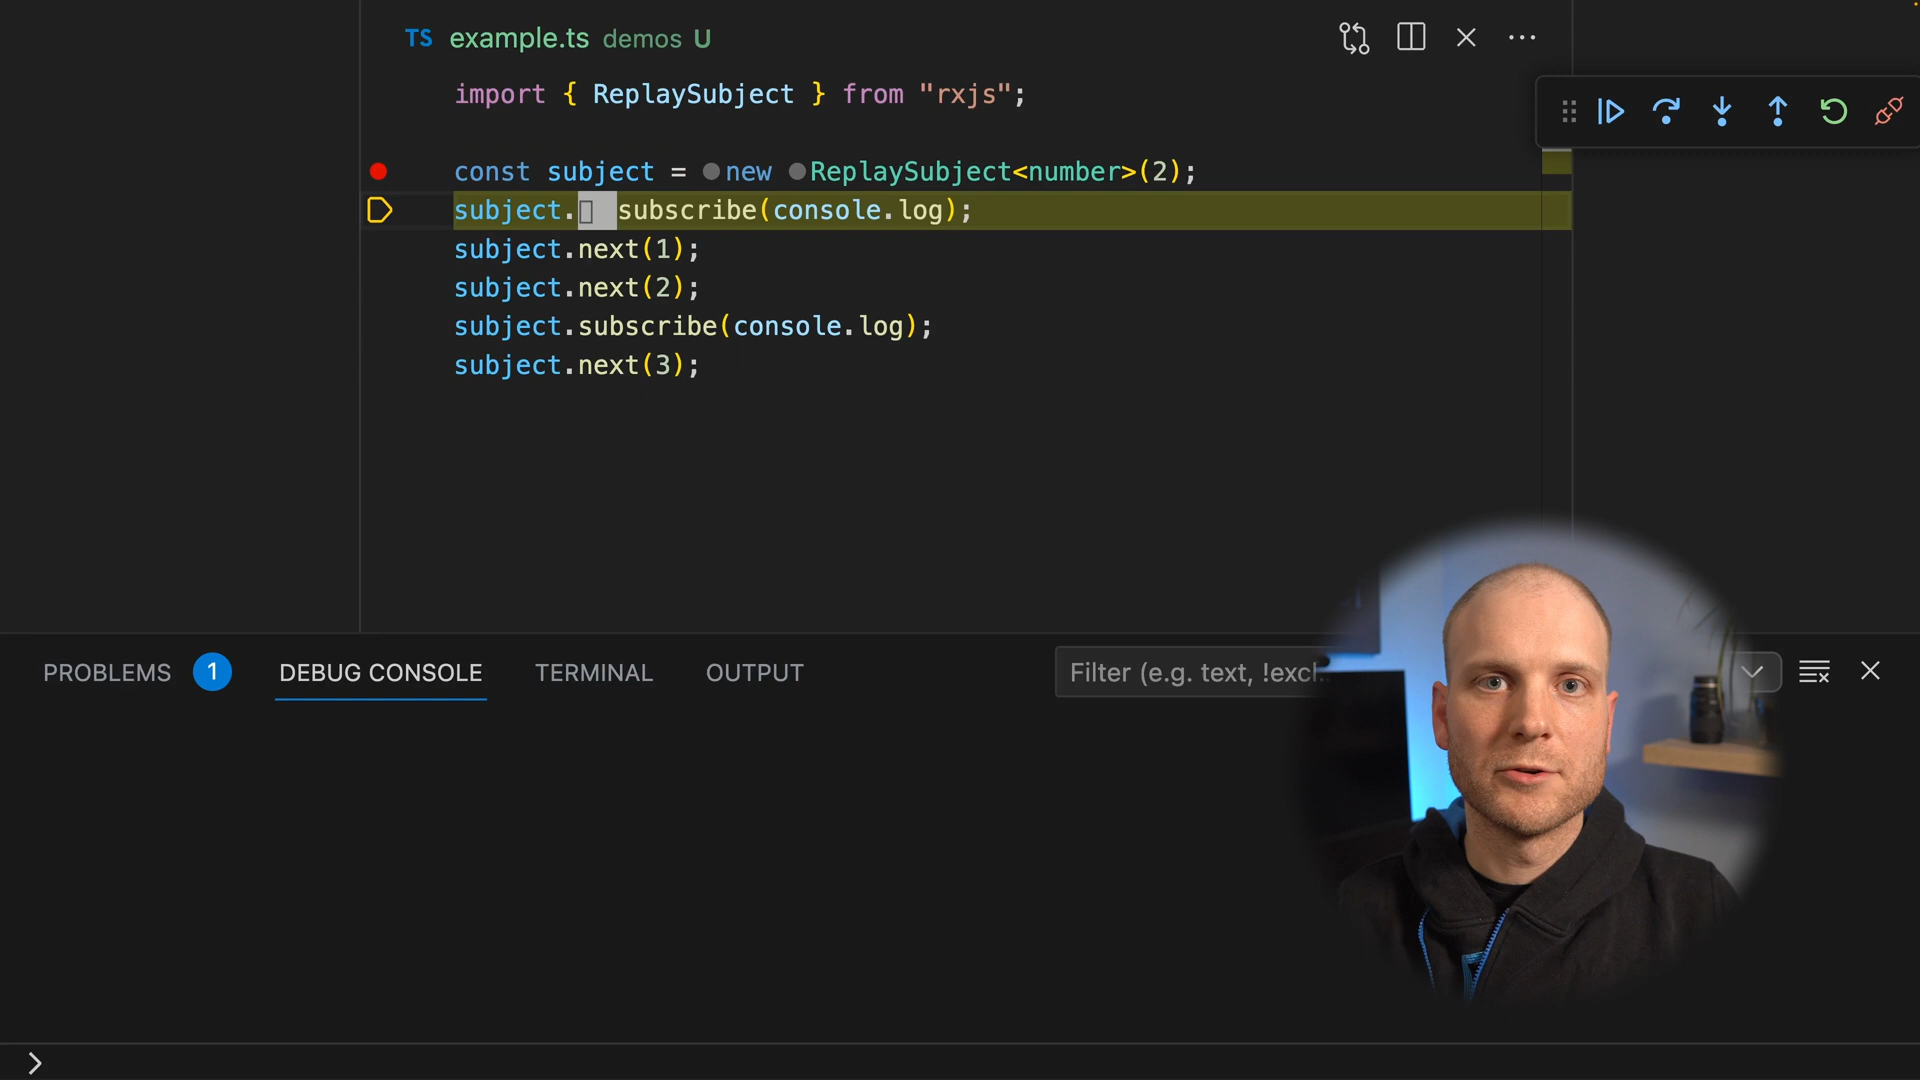 TS example.ts demos U
import { ReplaySubject } from "rxjs";
const subject = new ReplaySubject<number>(2);
subject. subscribe(console.log);
subject.next(1);
subject.next(2);
subject.subscribe(console.log);
subject.next(3);
PROBLEMS 1 DEBUG CONSOLE TERMINAL OUTPUT Filter (e.g. text, !excl